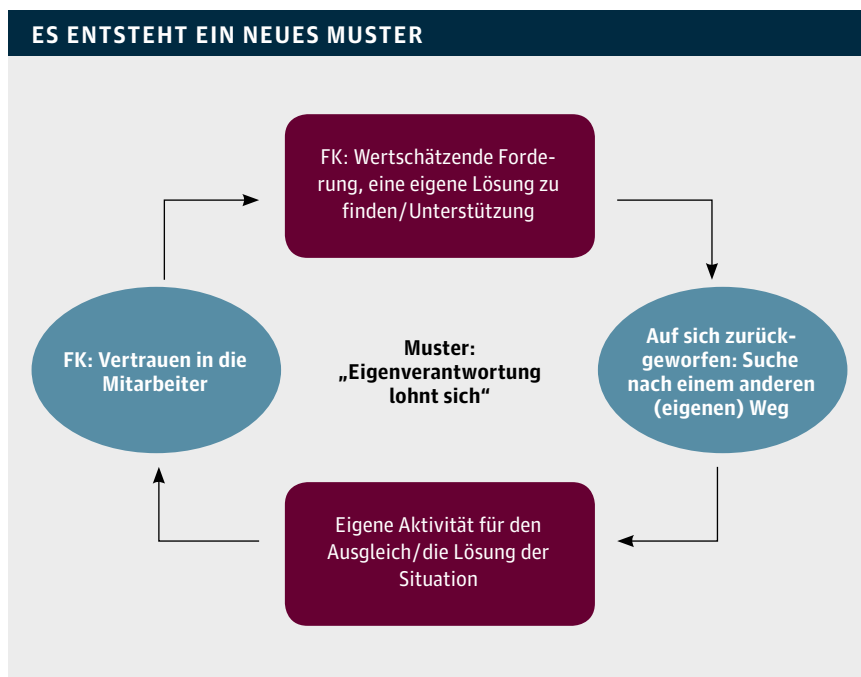 ES ENTSTEHT EIN NEUES MUSTER
FK: Wertschätzende Forde-
rung, eine eigene Lösung zu
finden/Unterstützung
FK: Vertrauen in die
Mitarbeiter
Muster:
„Eigenverantwortung
lohnt sich“
Auf sich zurück-
geworfen: Suche
nach einem anderen
(eigenen) Weg
Eigene Aktivität für den
Ausgleich/die Lösung der
Situation